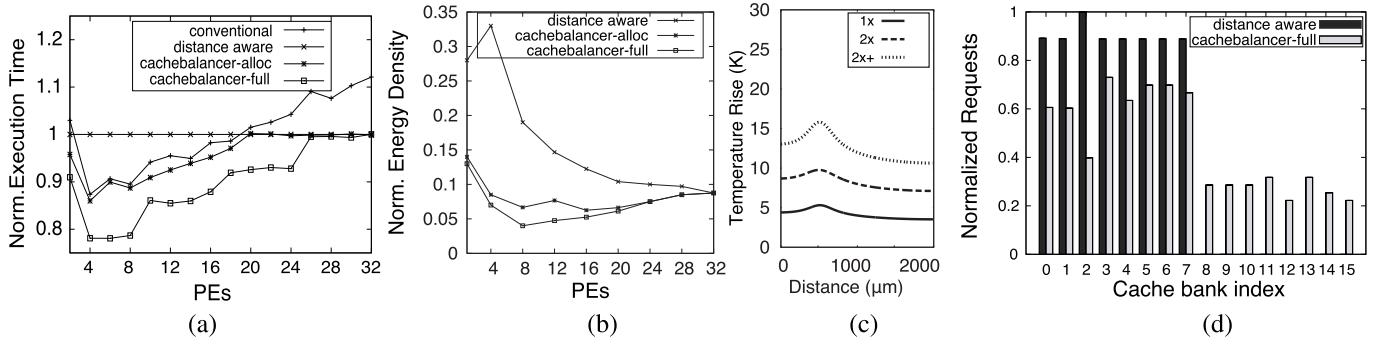 conventional
distance aware
cachebalancer-alloc
cachebalancer-full
1.2
1.1
1
0.9
0.8
Norm.Execution Time
4 8 12 16 20 24 28 32
PEs
(a)
distance aware
cachebalancer-alloc
cachebalancer-full
0.35
0.3
0.25
0.2
0.15
0.1
0.05
0
Norm. Energy Density
4 8 12 16 20 24 28 32
PEs
(b)
1x
2x
2x+
30
25
20
15
10
5
0
Temperature Rise (K)
0 1000 2000
Distance (μm)
(c)
distance aware
cachebalancer-full
1
0.8
0.6
0.4
0.2
0
Normalized Requests
0 1 2 3 4 5 6 7 8 9 10 11 12 13 14 15
Cache bank index
(d)